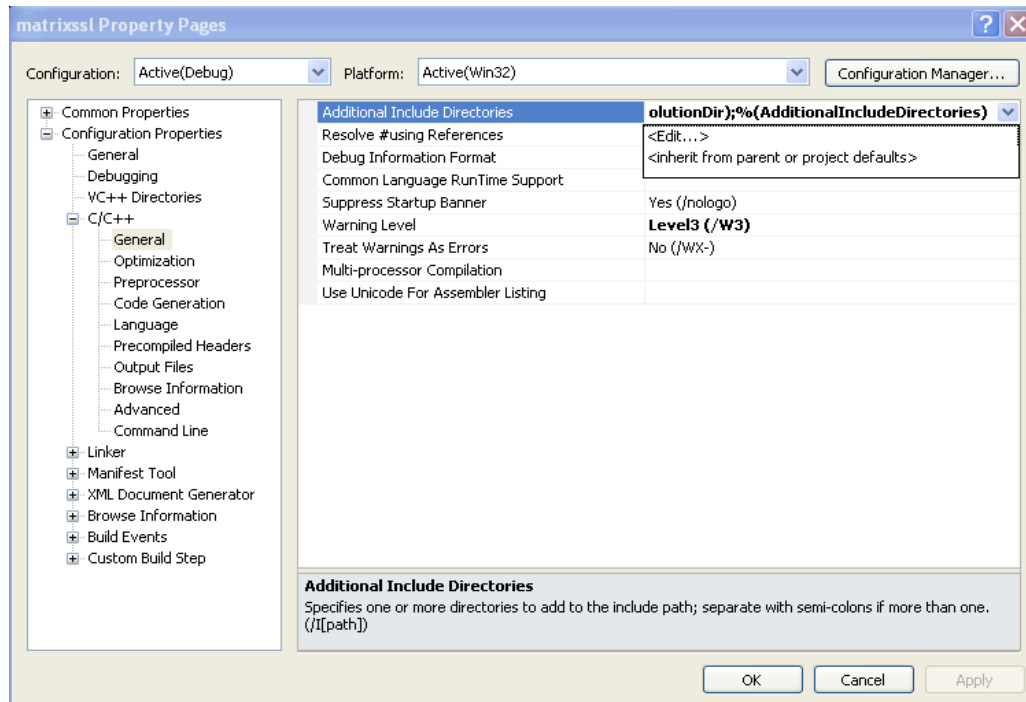 matrixssl Property Pages
Configuration: Active(Debug) Platform: Active(Win32) Configuration Manager...
Common Properties
Configuration Properties
General
Debugging
VC++ Directories
C/C++
General
Optimization
Preprocessor
Code Generation
Language
Precompiled Headers
Output Files
Browse Information
Advanced
Command Line
Linker
Manifest Tool
XML Document Generator
Browse Information
Build Events
Custom Build Step
Additional Include Directories olutionDir);%(AdditionalIncludeDirectories)
Resolve #using References <Edit...>
Debug Information Format <inherit from parent or project defaults>
Common Language RunTime Support
Suppress Startup Banner Yes (/nologo)
Warning Level Level3 (/W3)
Treat Warnings As Errors No (/WX-)
Multi-processor Compilation
Use Unicode For Assembler Listing
Additional Include Directories
Specifies one or more directories to add to the include path; separate with semi-colons if more than one.
(/I[path])
OK Cancel Apply